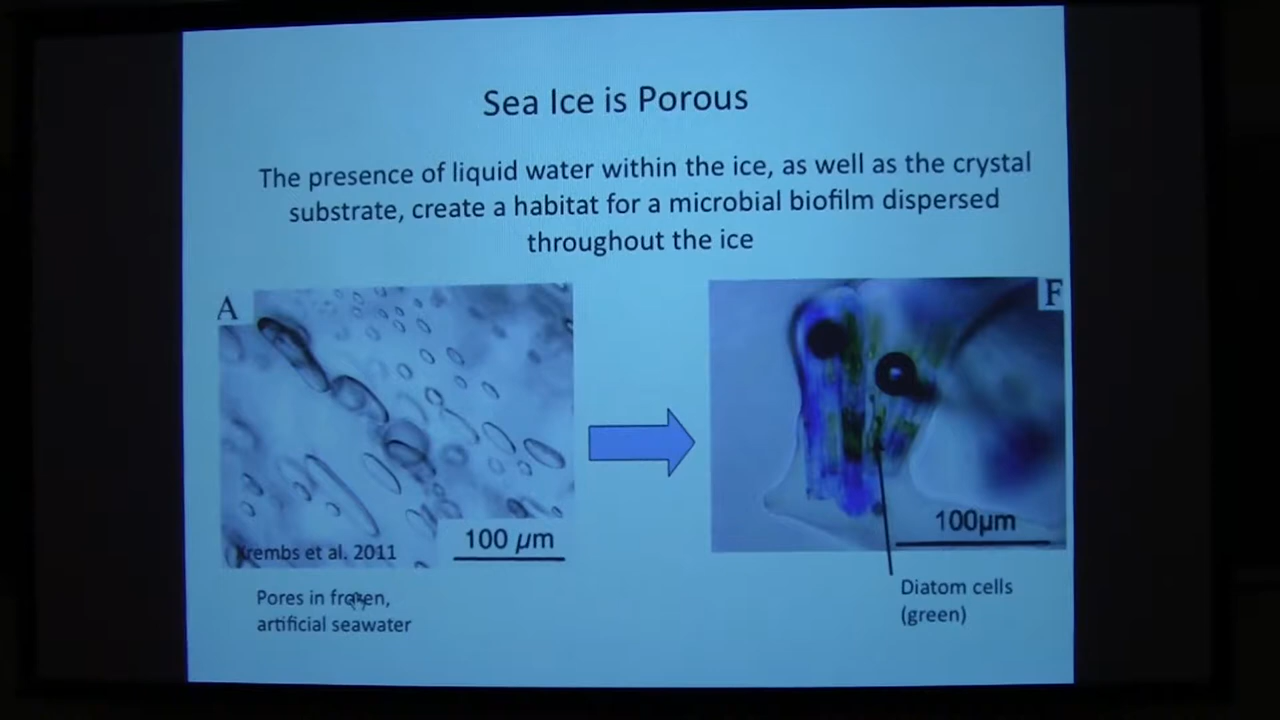 Sea Ice is Porous
The presence of liquid water within the ice, as well as the crystal
substrate, create a habitat for a microbial biofilm dispersed
throughout the ice
A
F
Krembs et al. 2011
100 µm
100µm
Pores in frozen,
artificial seawater
Diatom cells
(green)